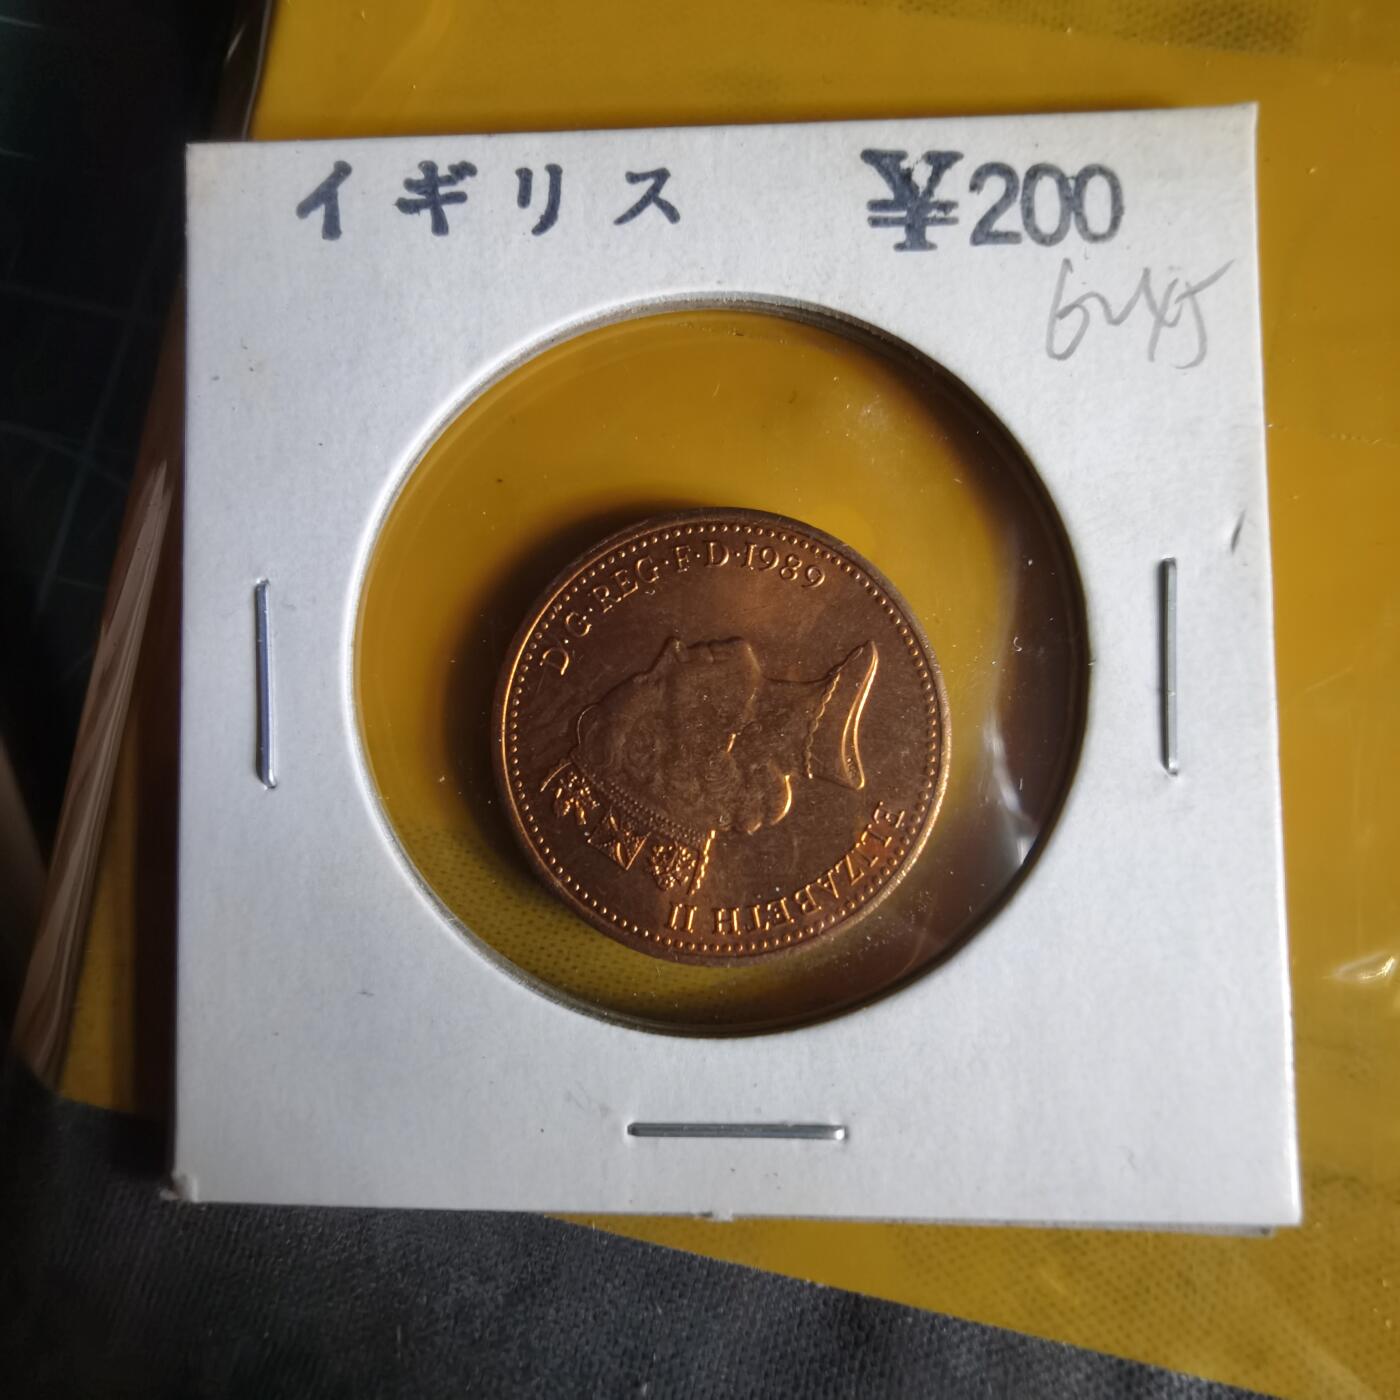 イギリス ¥200
ELIZABETH II
D·G·REG·F·D·1989